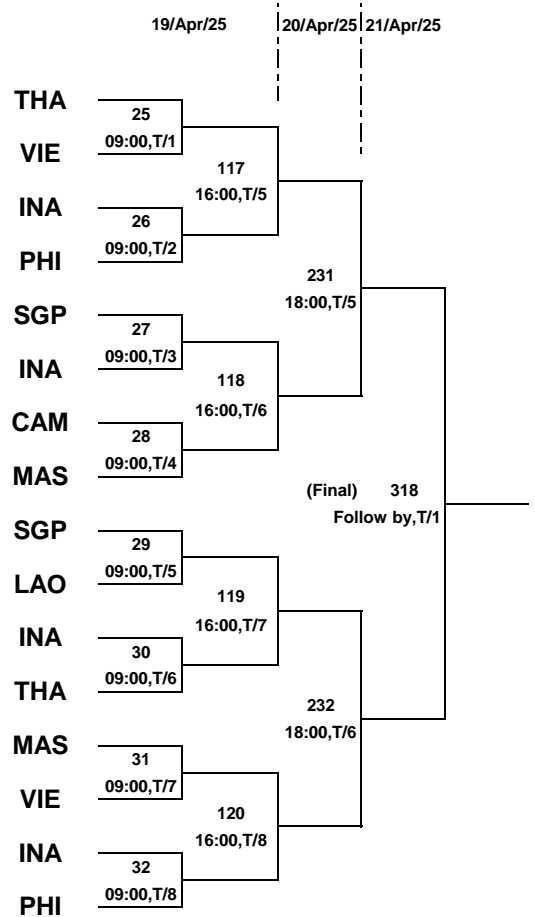 19/Apr/25 20/Apr/25 21/Apr/25
THA
25
09:00,T/1
VIE
117
16:00,T/5
INA
26
09:00,T/2
PHI
231
18:00,T/5
SGP
27
09:00,T/3
INA
118
16:00,T/6
CAM
28
09:00,T/4
MAS
(Final) 318
Follow by,T/1
SGP
29
09:00,T/5
LAO
119
16:00,T/7
INA
30
09:00,T/6
THA
232
18:00,T/6
MAS
31
09:00,T/7
VIE
120
16:00,T/8
INA
32
09:00,T/8
PHI